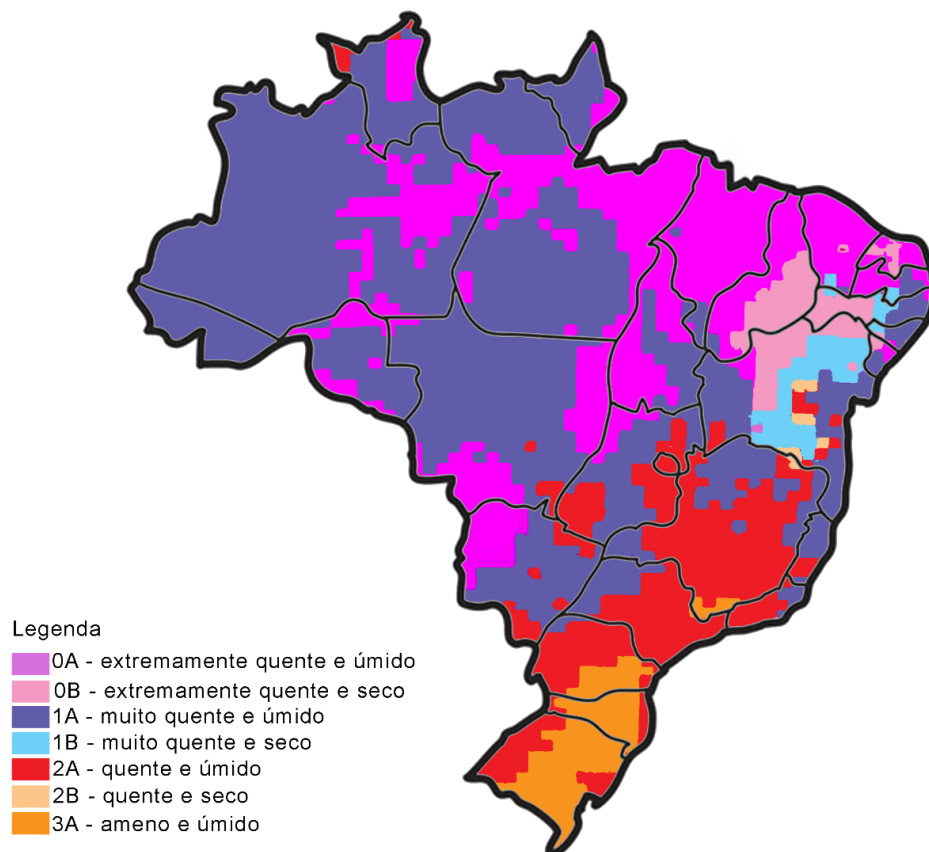 Legenda
0A - extremamente quente e úmido
0B - extremamente quente e seco
1A - muito quente e úmido
1B - muito quente e seco
2A - quente e úmido
2B - quente e seco
3A - ameno e úmido